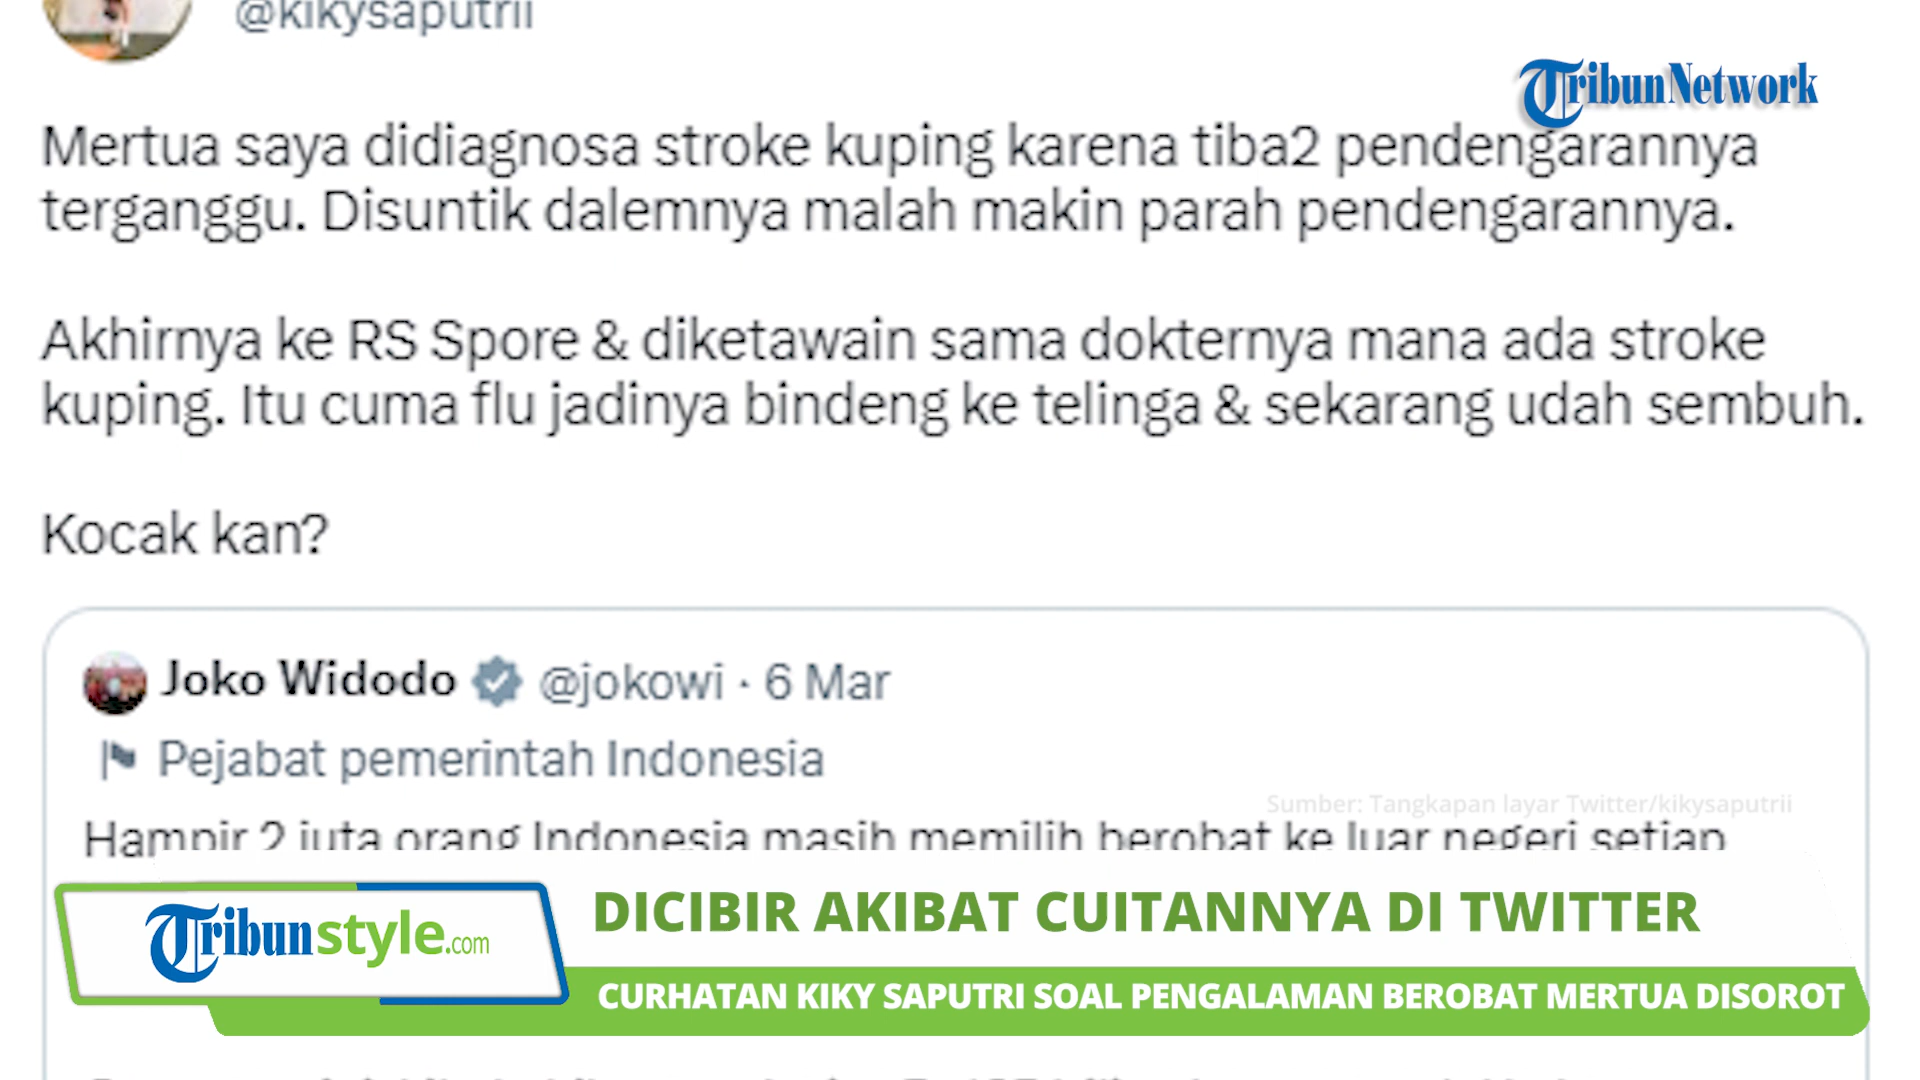 @kikysaputrii
TribunNetwork
Mertua saya didiagnosa stroke kuping karena tiba2 pendengarannya
terganggu. Disuntik dalemnya malah makin parah pendengarannya.
Akhirnya ke RS Spore & diketawain sama dokternya mana ada stroke
kuping. Itu cuma flu jadinya bindeng ke telinga & sekarang udah sembuh.
Kocak kan?
Joko Widodo @jokowi · 6 Mar
Pejabat pemerintah Indonesia
Sumber: Tangkapan layar Twitter/kikysaputrii
Hampir 2 juta orang Indonesia masih memilih berobat ke luar negeri setiap
Tribunstyle.com
DICIBIR AKIBAT CUITANNYA DI TWITTER
CURHATAN KIKY SAPUTRI SOAL PENGALAMAN BEROBAT MERTUA DISOROT